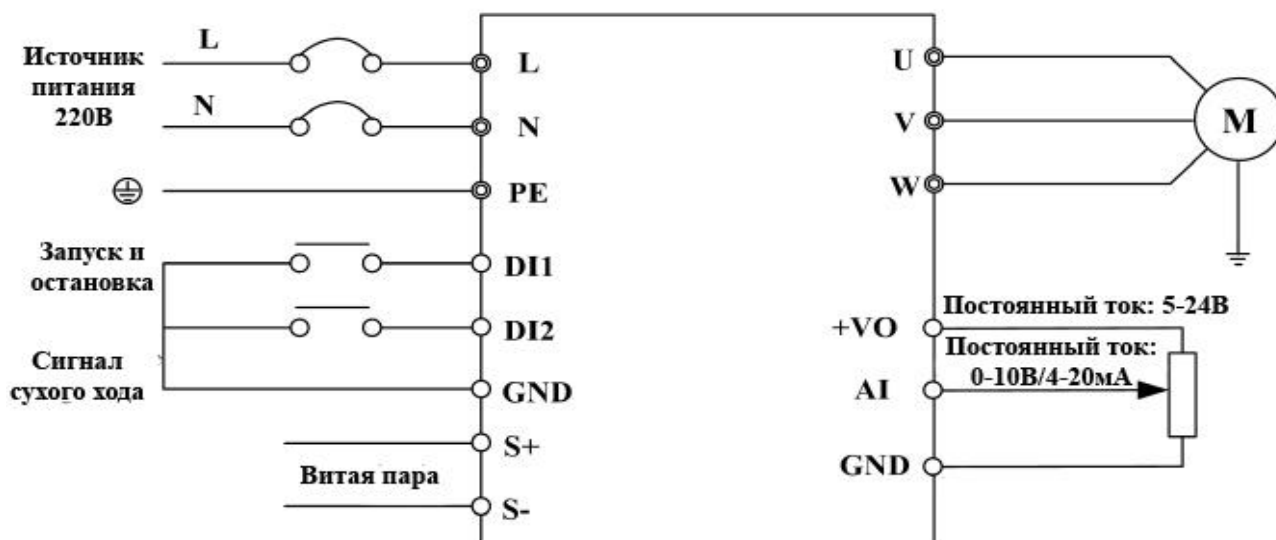 Источник
питания
220В
L
N
L
N
PE
Запуск и
остановка
DI1
DI2
Сигнал
сухого хода
GND
S+
Витая пара
S-
U
V
W
M
+VO
Постоянный ток: 5-24В
Постоянный ток:
0-10В/4-20мА
AI
GND